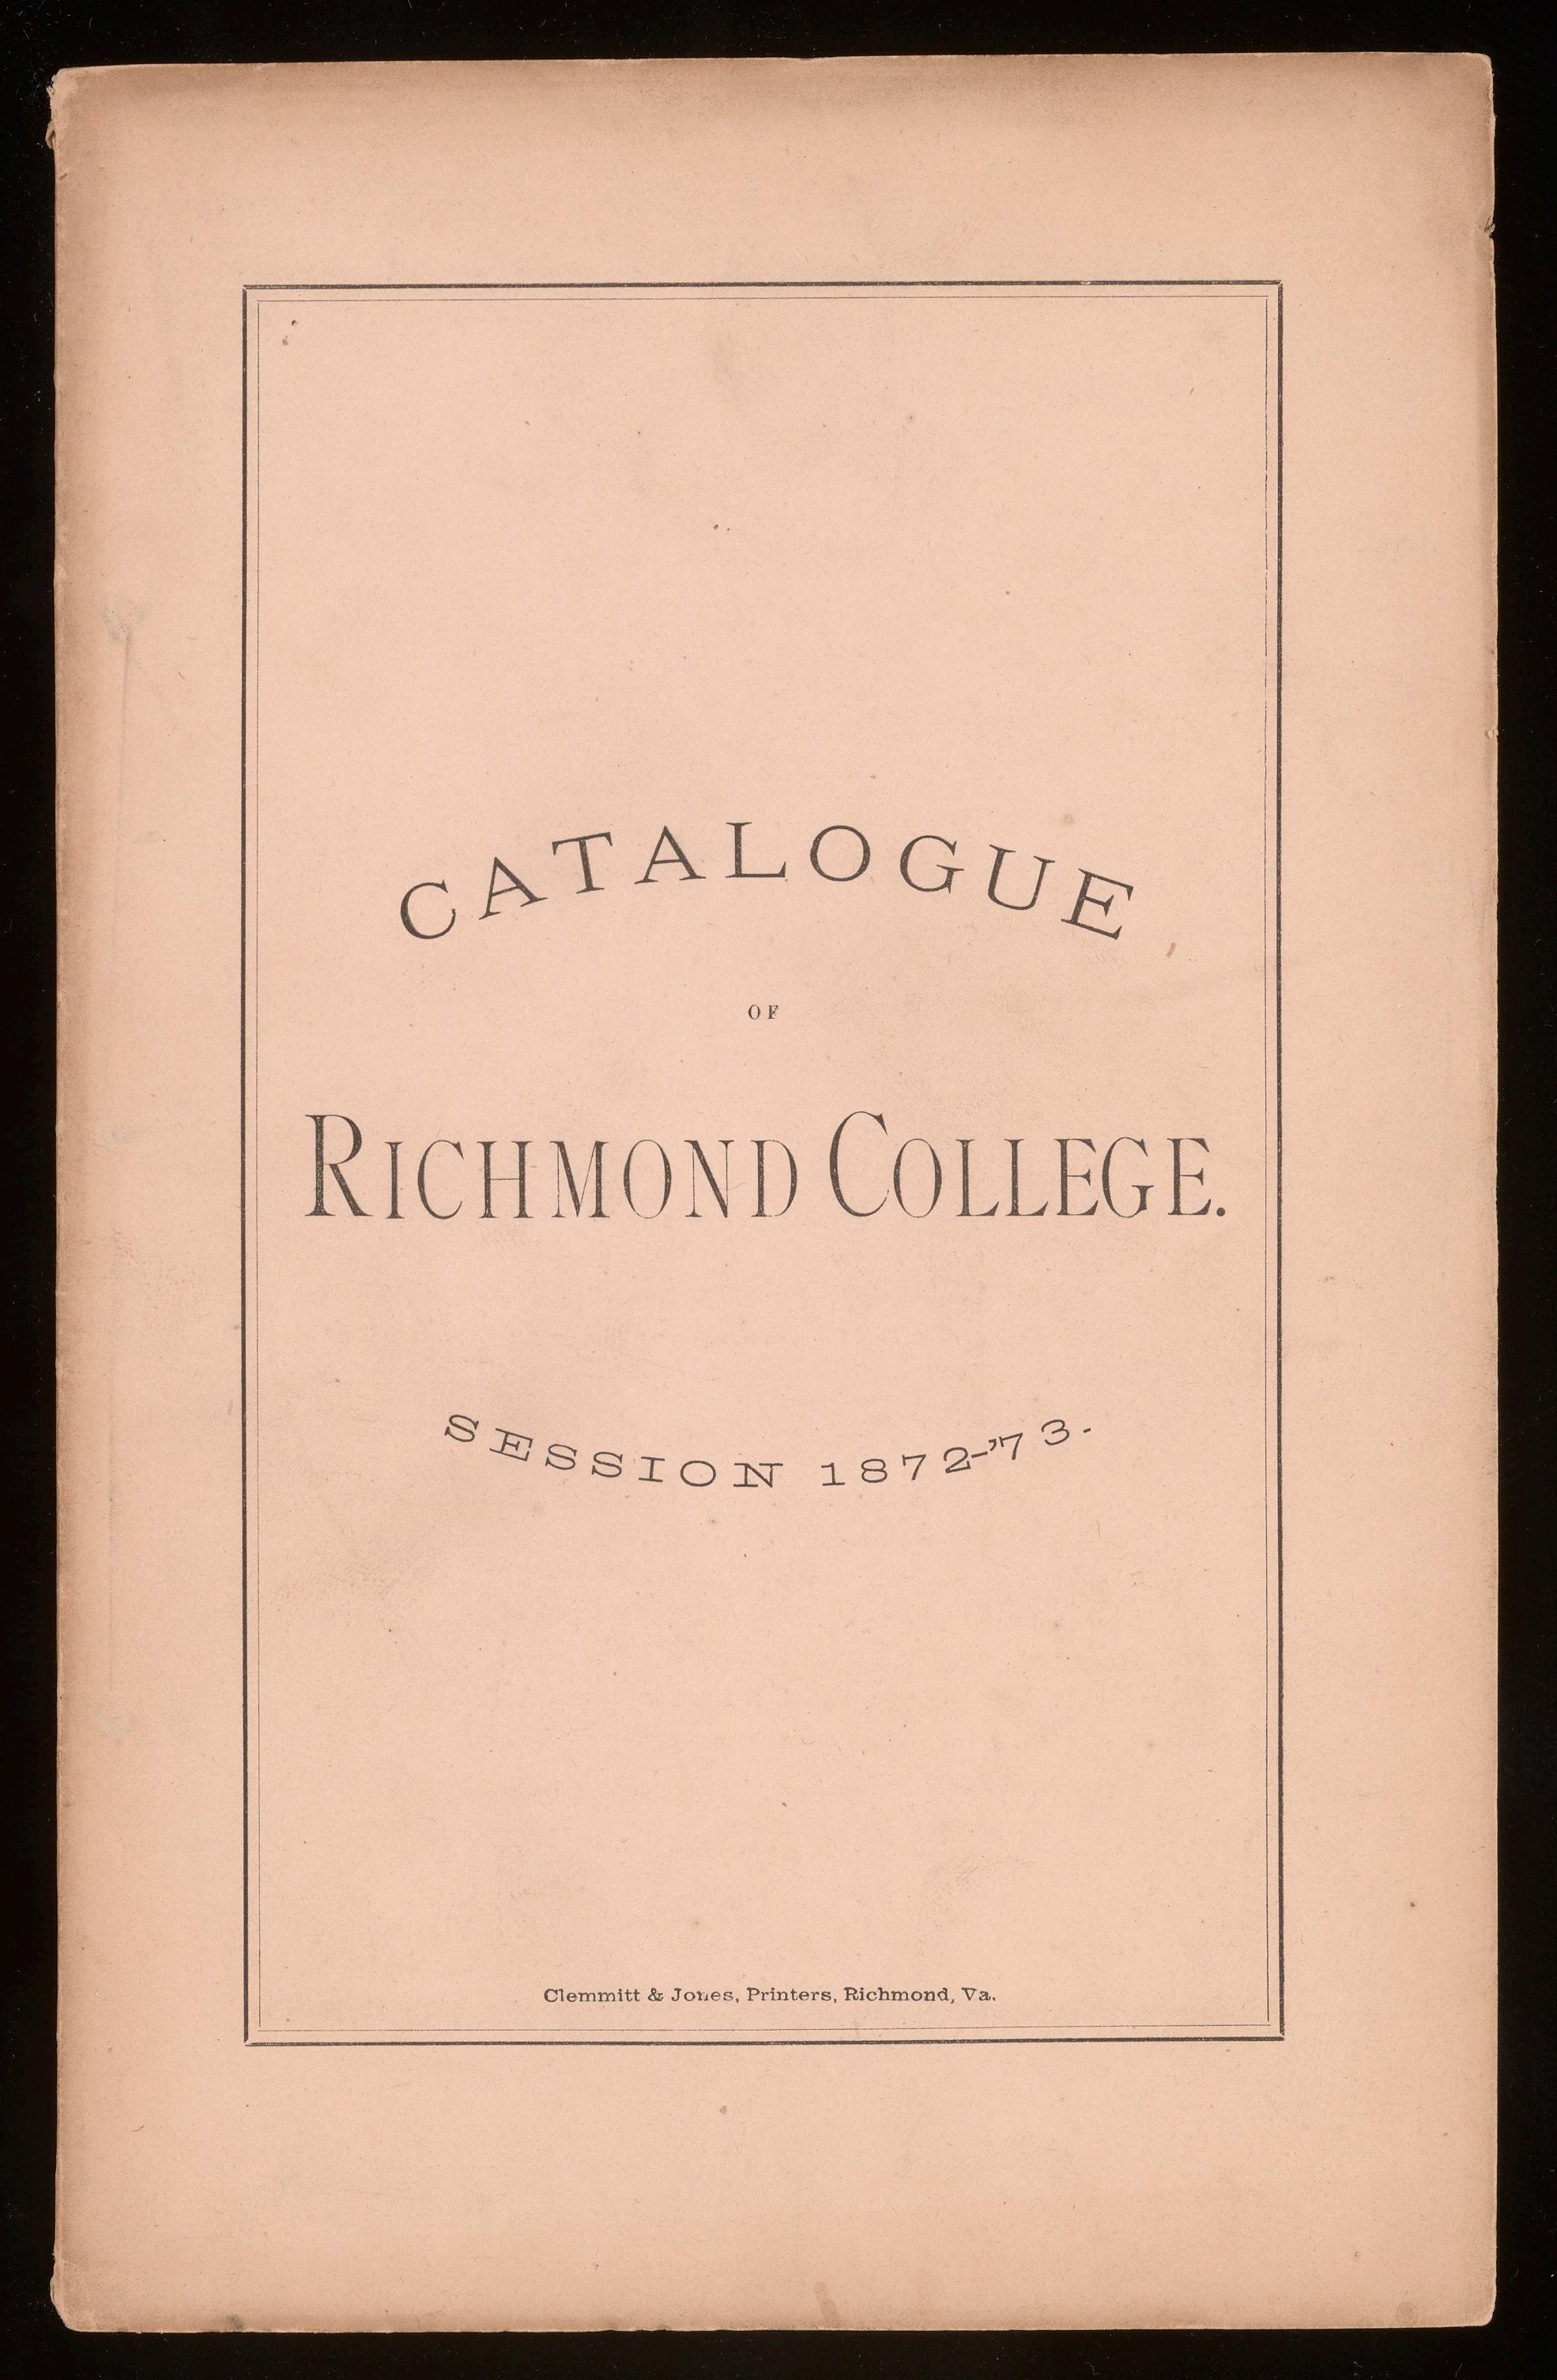 CATALOGUE
OF
RICHMOND COLLEGE.
SESSION 1872-'73.
Clemmitt & Jones, Printers, Richmond, Va.